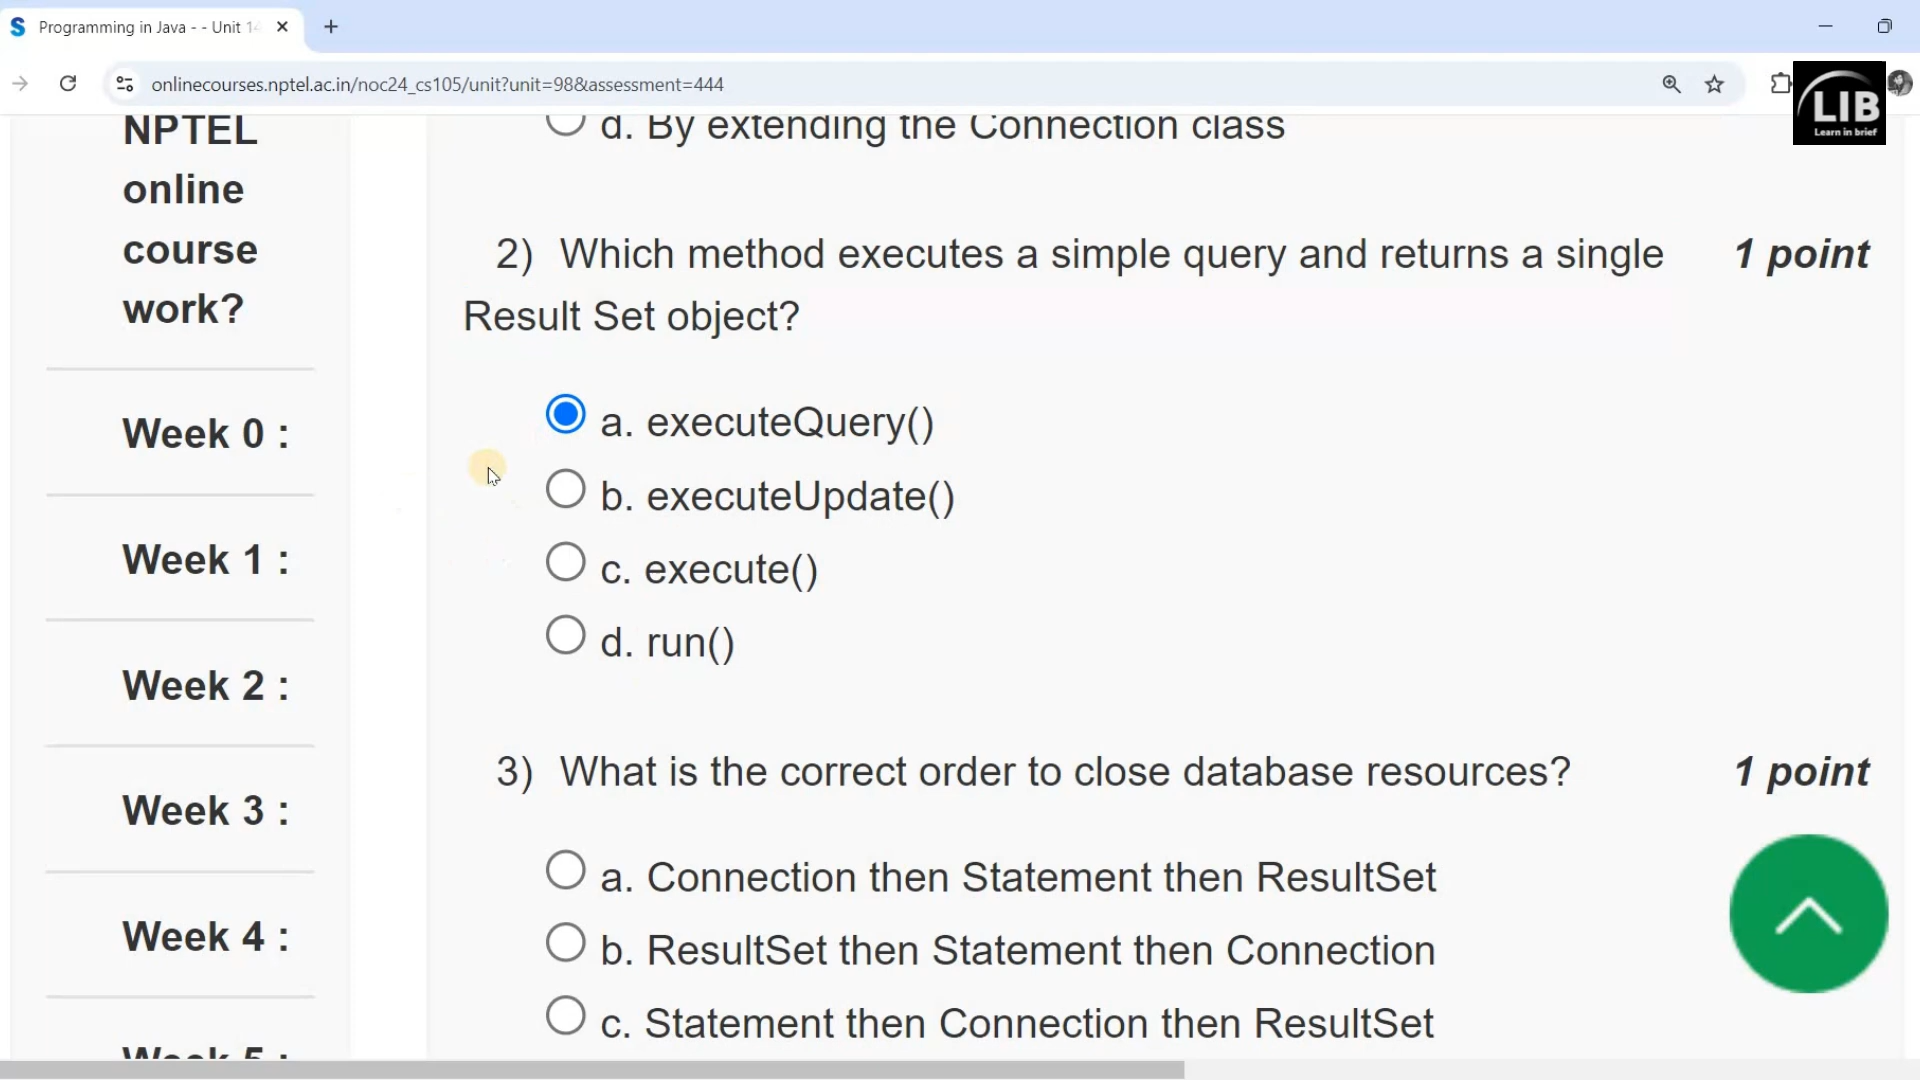 Programming in Java - - Unit 14
onlinecourses.nptel.ac.in/noc24_cs105/unit?unit=98&assessment=444
LIB
Learn in brief
NPTEL
online
course
work?
Week 0 :
Week 1 :
Week 2 :
Week 3 :
Week 4 :
Week 5 :
d. By extending the Connection class
2) Which method executes a simple query and returns a single 1 point
Result Set object?
a. executeQuery()
b. executeUpdate()
c. execute()
d. run()
3) What is the correct order to close database resources? 1 point
a. Connection then Statement then ResultSet
b. ResultSet then Statement then Connection
c. Statement then Connection then ResultSet